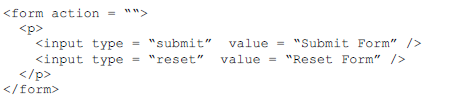 <form action = "“>
<p>
<input type = “submit” value = “Submit Form” />
<input type = “reset” value = “Reset Form” />
</p>
</form>